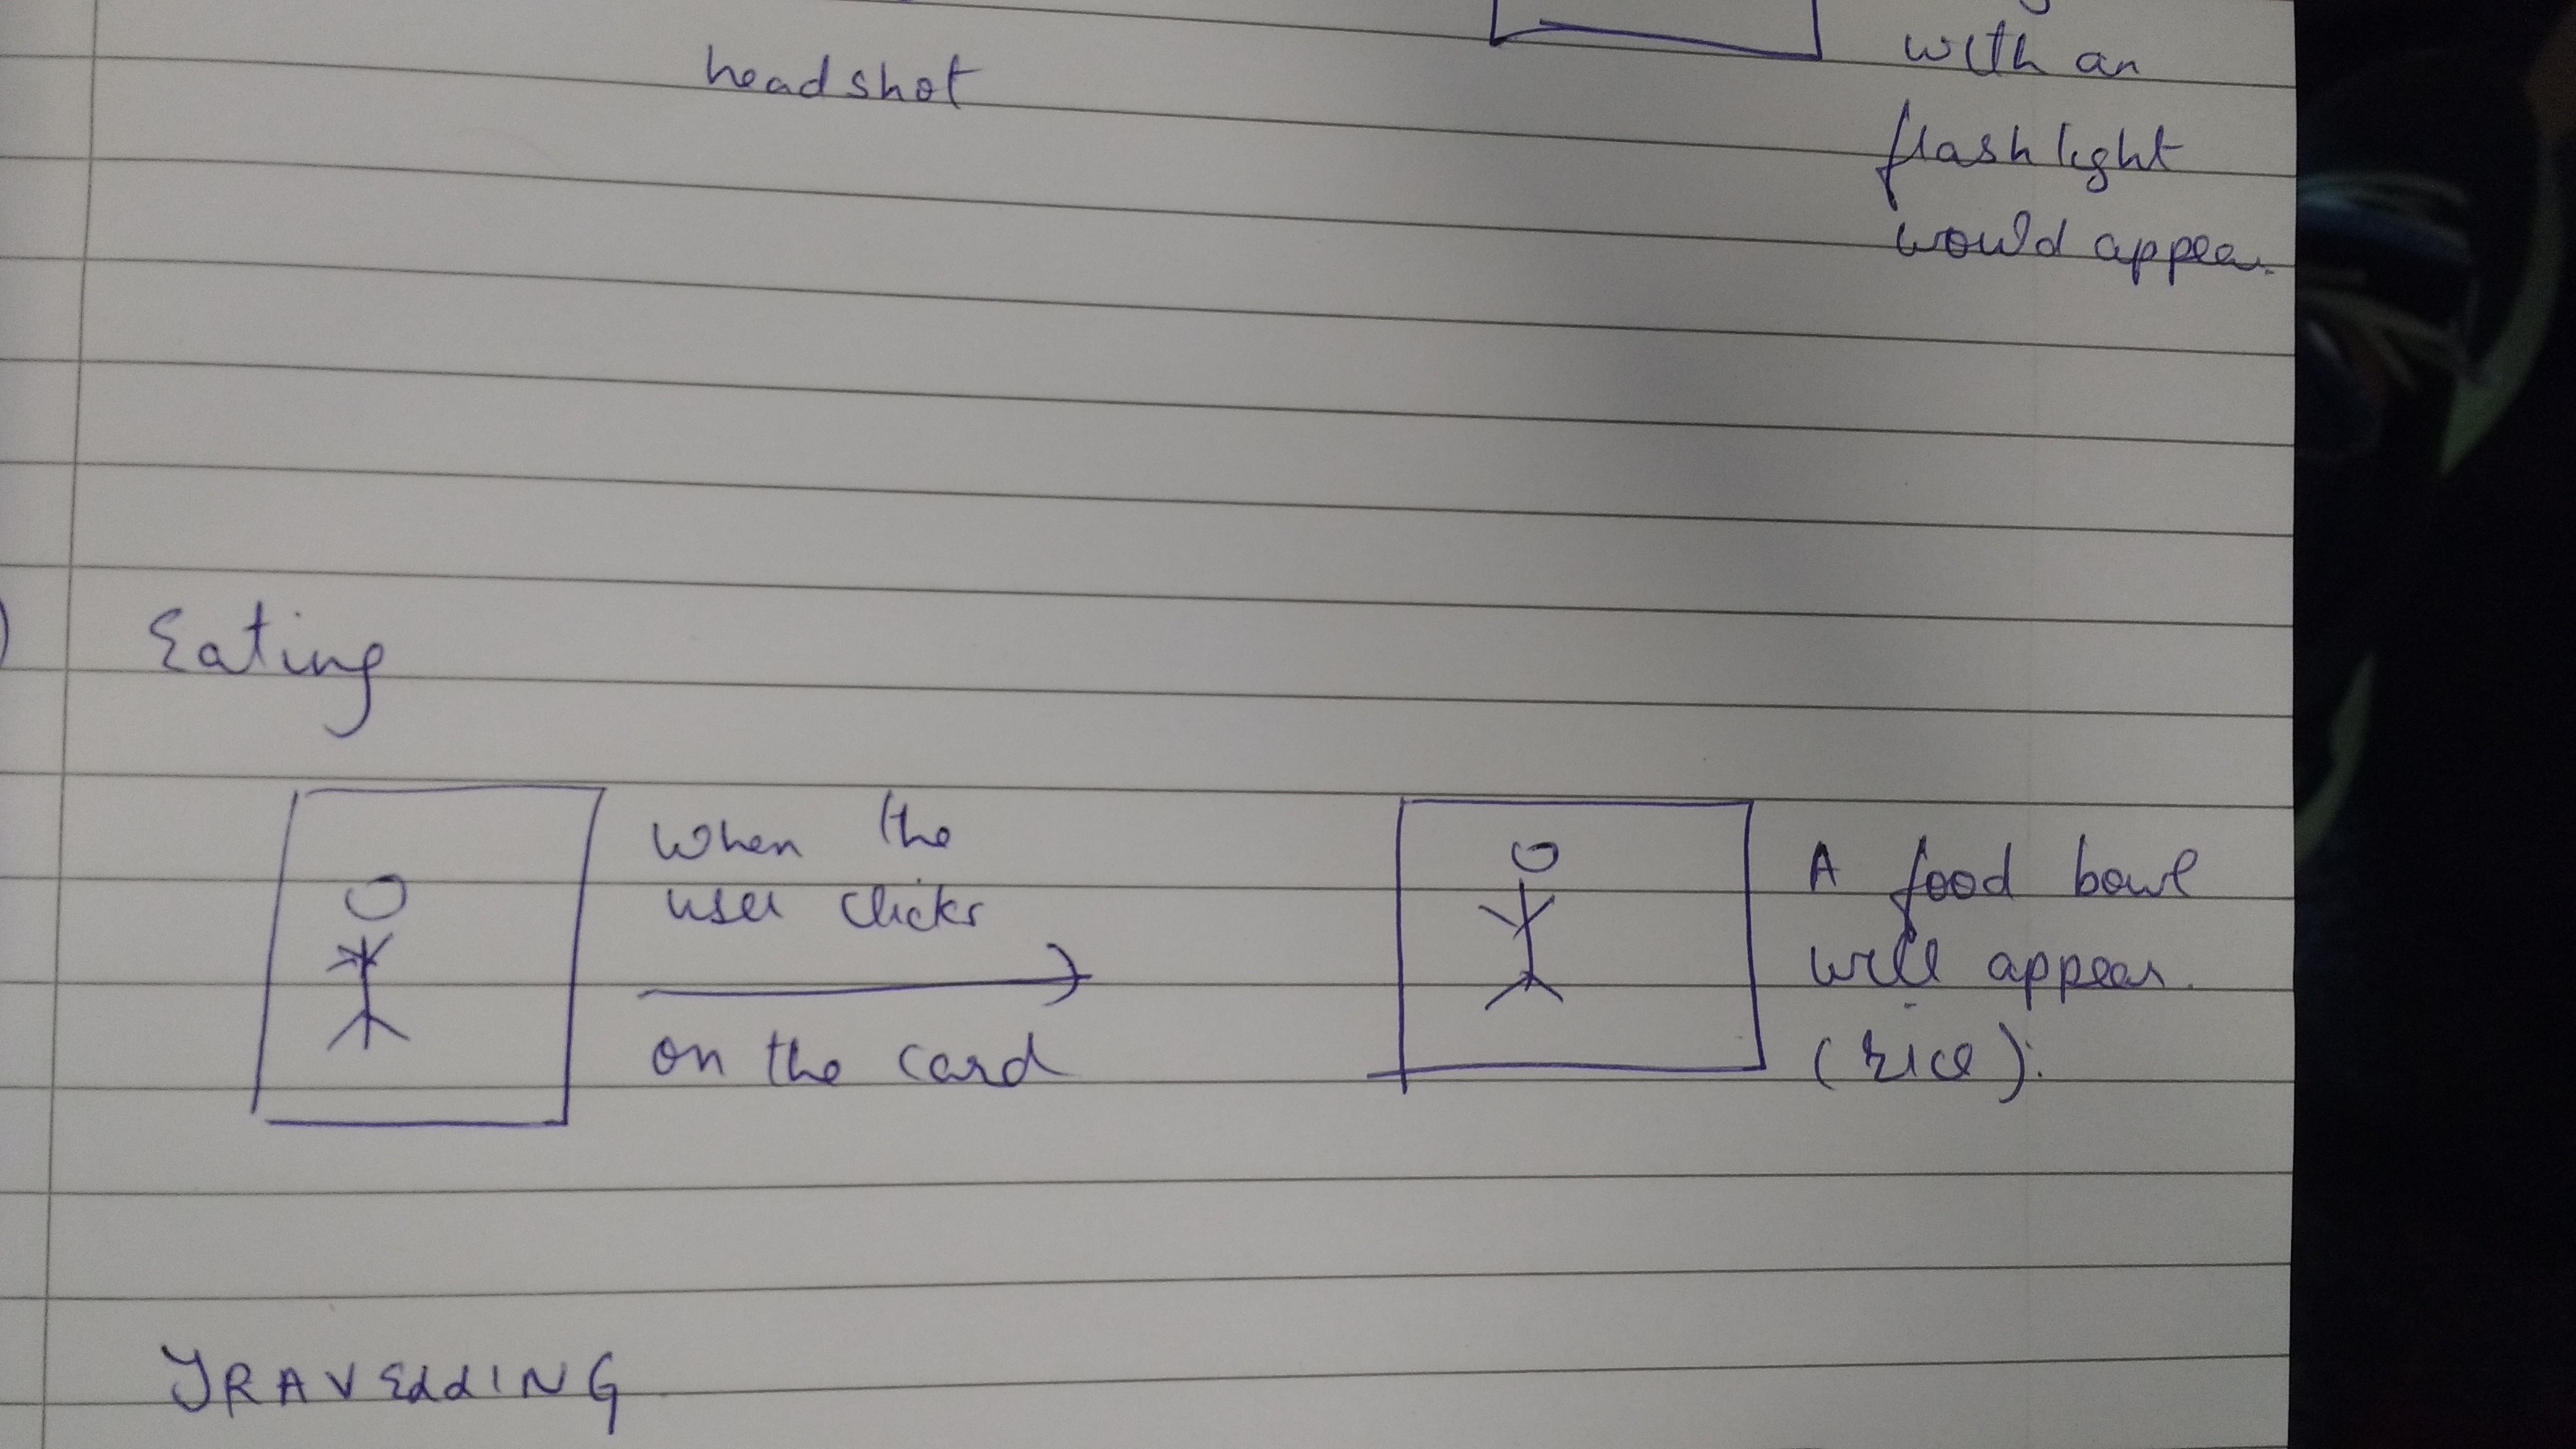 with an
headshot
flashlight
would appear.
Eating
When the
user clicks
on the card
A food bowl
will appear.
(rice).
TRAVELLING